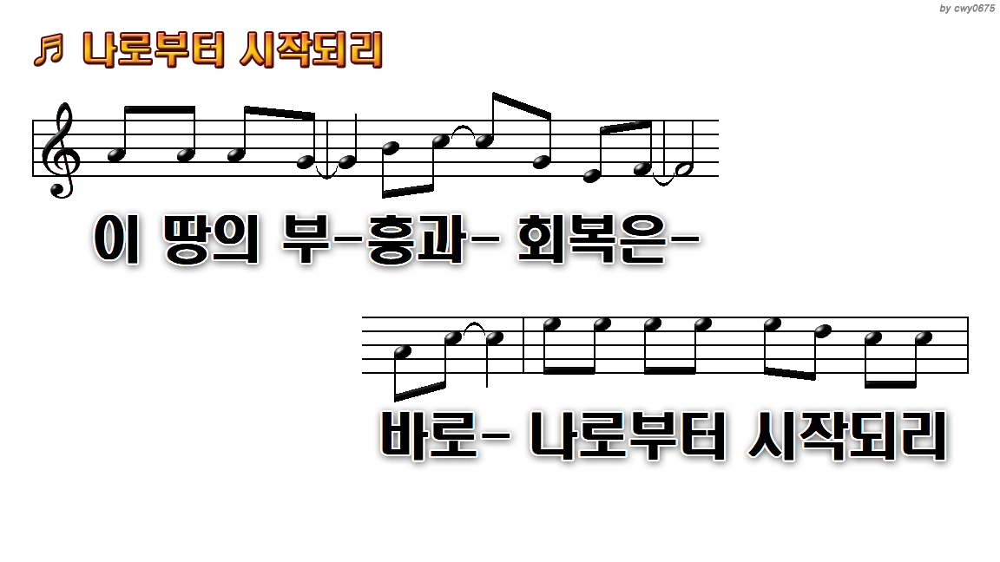 by cwy0675
♬ 나로부터 시작되리
이 땅의 부-흥과- 회복은-
바로- 나로부터 시작되리